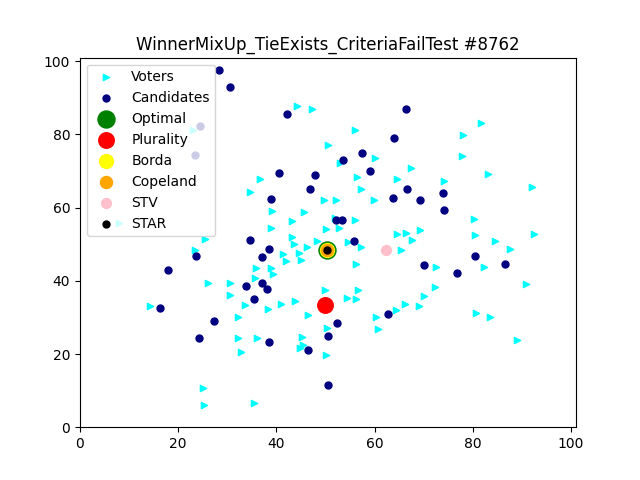 WinnerMixUp_TieExists_CriteriaFailTest #8762
100
80
60
40
20
0
Voters
Candidates
Optimal
Plurality
Borda
Copeland
STV
STAR
0 20 40 60 80 100